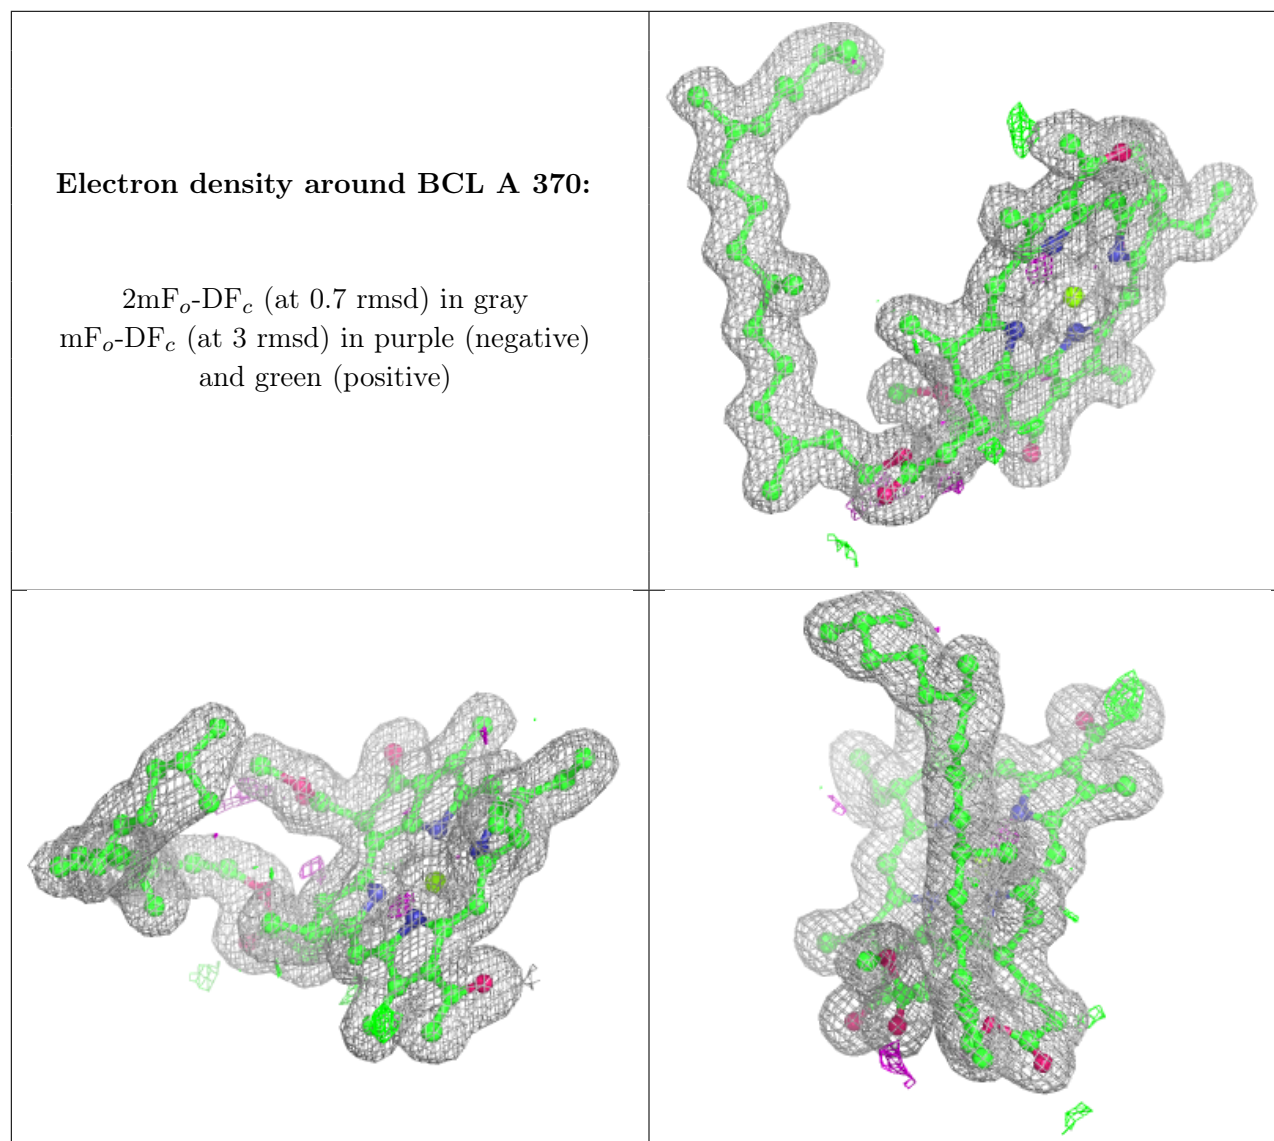 Electron density around BCL A 370:
2mFo-DFc (at 0.7 rmsd) in gray
mFo-DFc (at 3 rmsd) in purple (negative)
and green (positive)